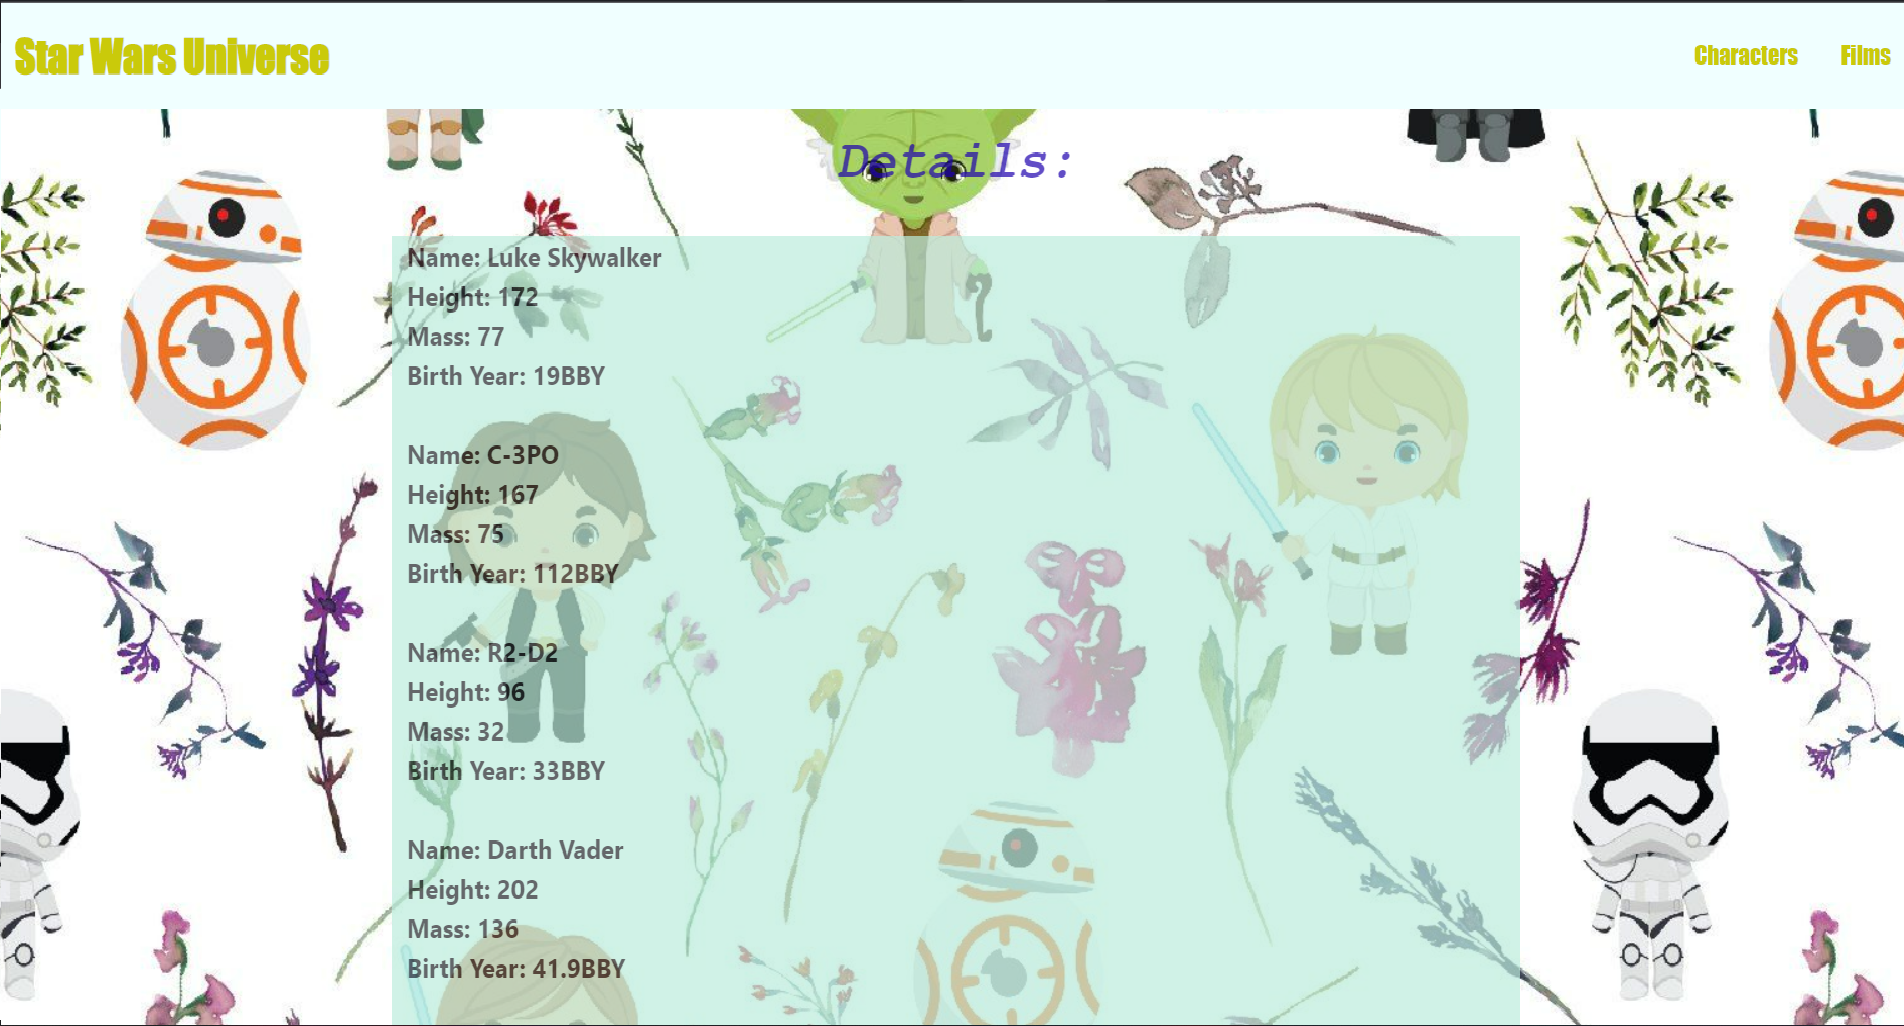 Star Wars Universe
Characters
Films
Details:
Name: Luke Skywalker
Height: 172
Mass: 77
Birth Year: 19BBY
Name: C-3PO
Height: 167
Mass: 75
Birth Year: 112BBY
Name: R2-D2
Height: 96
Mass: 32
Birth Year: 33BBY
Name: Darth Vader
Height: 202
Mass: 136
Birth Year: 41.9BBY